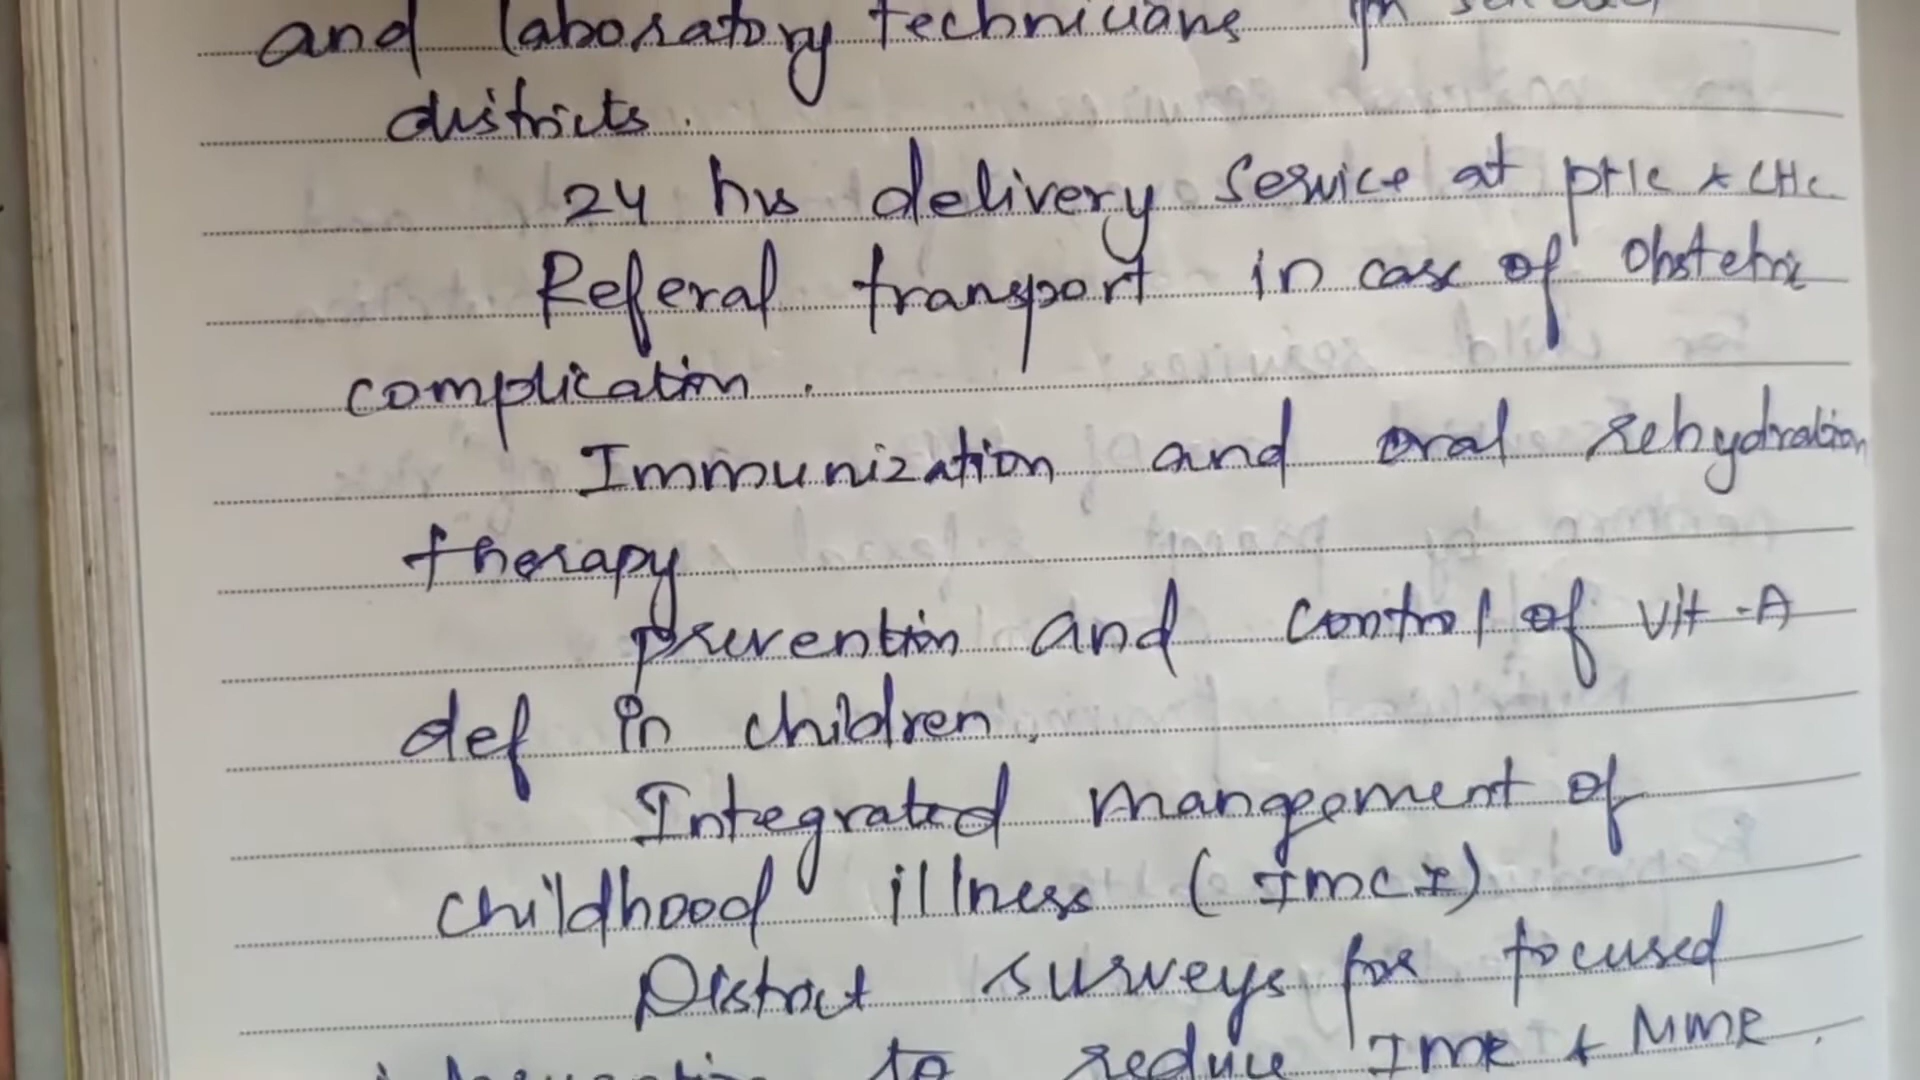 and laboratory technicians in
districts.
24 hrs delivery service at PHC & CHC
Referal transport in case of obstetric
complication.
Immunization and oral rehydration
therapy
prevention and control of vit-A
def in children.
Integrated mangement of
childhood illness (IMCI)
District surveys for focused
to reduce IMR & MMR.